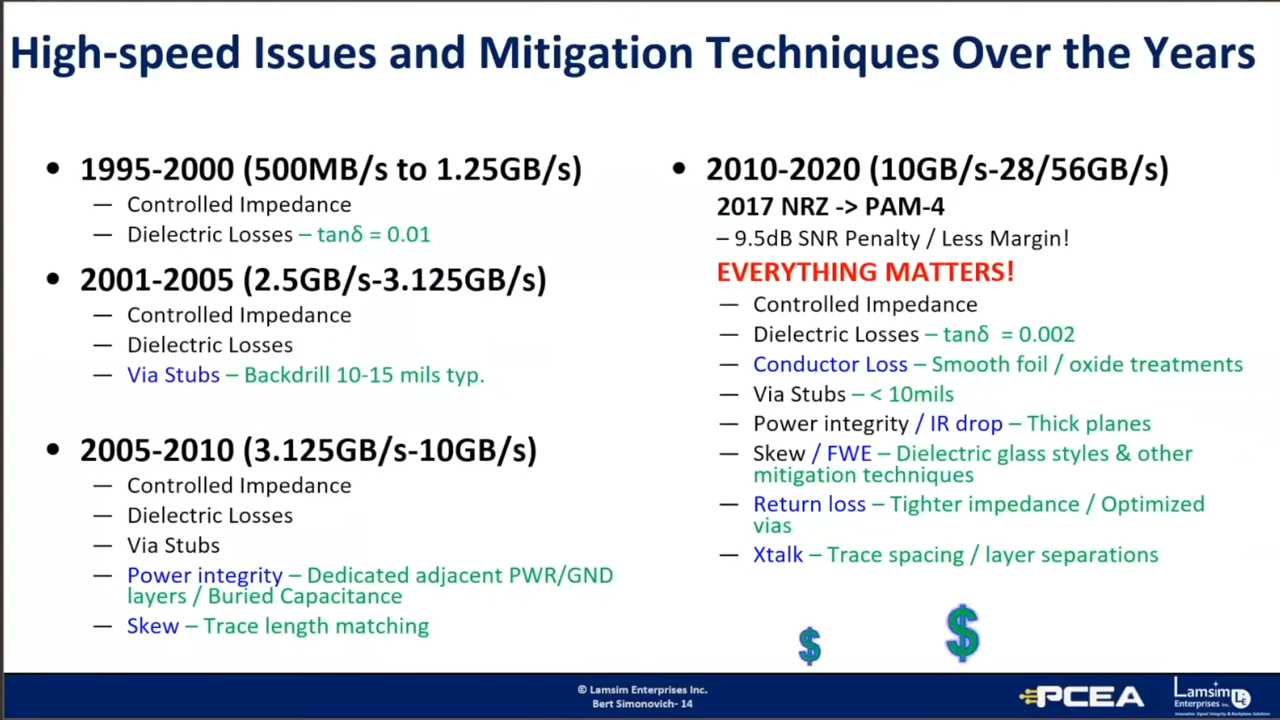 High-speed Issues and Mitigation Techniques Over the Years
• 1995-2000 (500MB/s to 1.25GB/s)
— Controlled Impedance
— Dielectric Losses – tanδ = 0.01
• 2001-2005 (2.5GB/s-3.125GB/s)
— Controlled Impedance
— Dielectric Losses
— Via Stubs – Backdrill 10-15 mils typ.
• 2005-2010 (3.125GB/s-10GB/s)
— Controlled Impedance
— Dielectric Losses
— Via Stubs
— Power integrity – Dedicated adjacent PWR/GND
layers / Buried Capacitance
— Skew – Trace length matching
• 2010-2020 (10GB/s-28/56GB/s)
2017 NRZ -> PAM-4
– 9.5dB SNR Penalty / Less Margin!
EVERYTHING MATTERS!
— Controlled Impedance
— Dielectric Losses – tanδ = 0.002
— Conductor Loss – Smooth foil / oxide treatments
— Via Stubs – < 10mils
— Power integrity / IR drop – Thick planes
— Skew / FWE – Dielectric glass styles & other
mitigation techniques
— Return loss – Tighter impedance / Optimized
vias
— Xtalk – Trace spacing / layer separations
$ $
© Lamsim Enterprises Inc.
Bert Simonovich- 14
PCEA
Lamsim
Enterprises Inc.
LE
Innovative Signal Integrity & Backplane Solutions